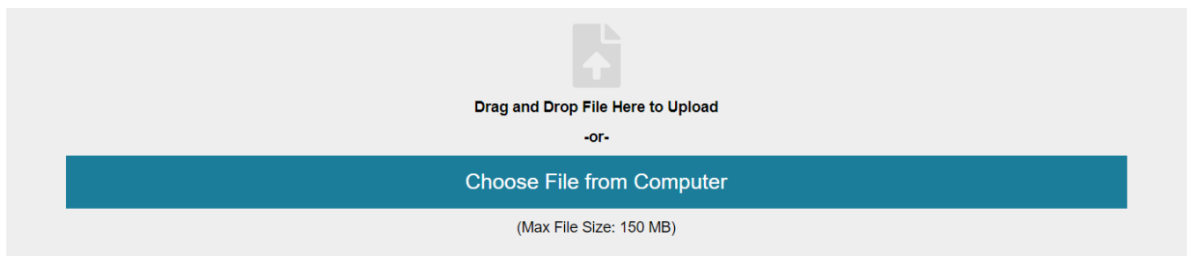 Drag and Drop File Here to Upload
-or-
Choose File from Computer
(Max File Size: 150 MB)